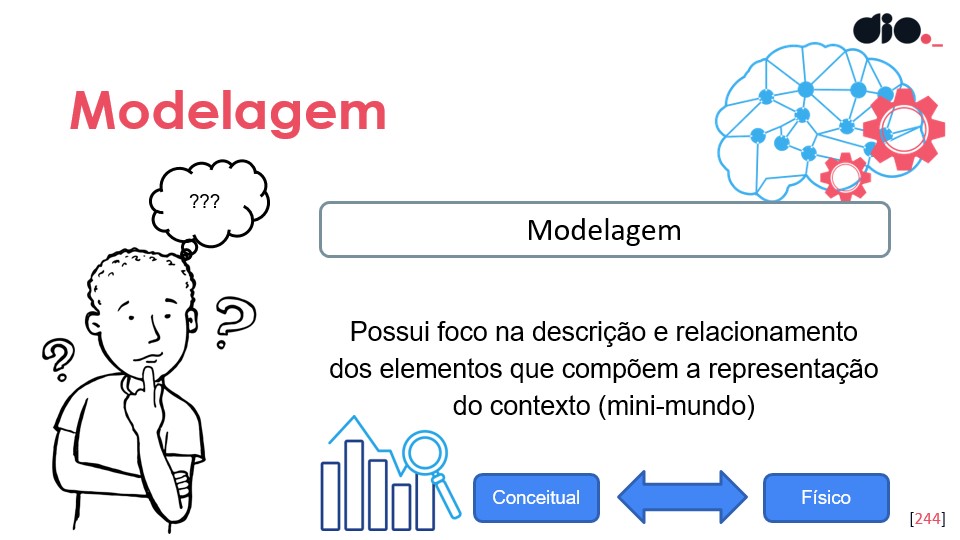 dio._
Modelagem
???
Modelagem
?
?
Possui foco na descrição e relacionamento
dos elementos que compõem a representação
do contexto (mini-mundo)
Conceitual
Físico
[244]